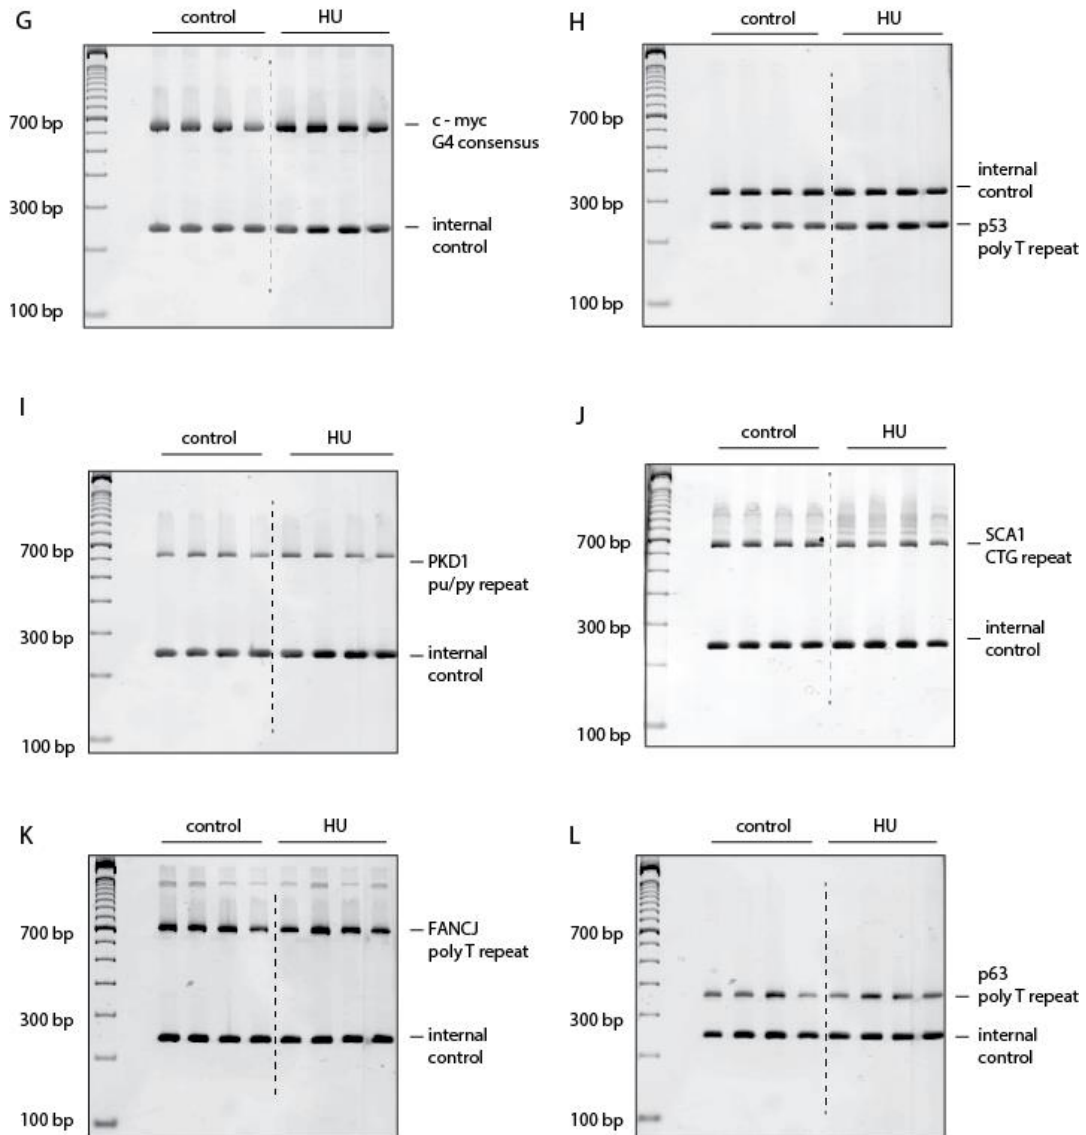 G
control HU
700 bp
c - myc
G4 consensus
300 bp
internal
control
100 bp
H
control HU
700 bp
internal
control
300 bp
p53
poly T repeat
100 bp
I
control HU
700 bp
PKD1
pu/py repeat
300 bp
internal
control
100 bp
J
control HU
700 bp
SCA1
CTG repeat
300 bp
internal
control
100 bp
K
control HU
700 bp
FANCJ
poly T repeat
300 bp
internal
control
100 bp
L
control HU
700 bp
p63
poly T repeat
300 bp
internal
control
100 bp